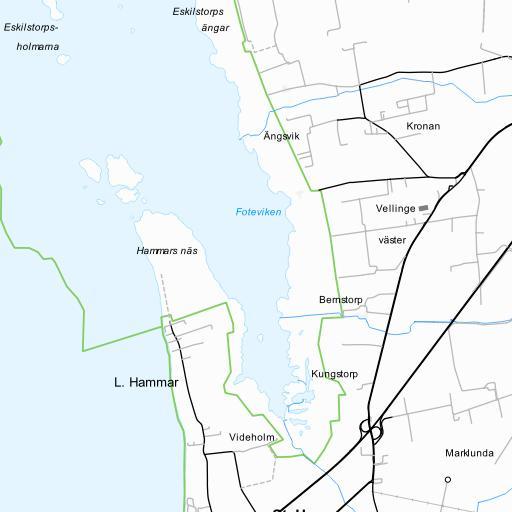 Eskilstorps
ängar
Eskilstorps-
holmarna
Kronan
Ängsvik
Foteviken
Vellinge
väster
Hammars näs
Bernstorp
Kungstorp
L. Hammar
Videholm
Marklunda